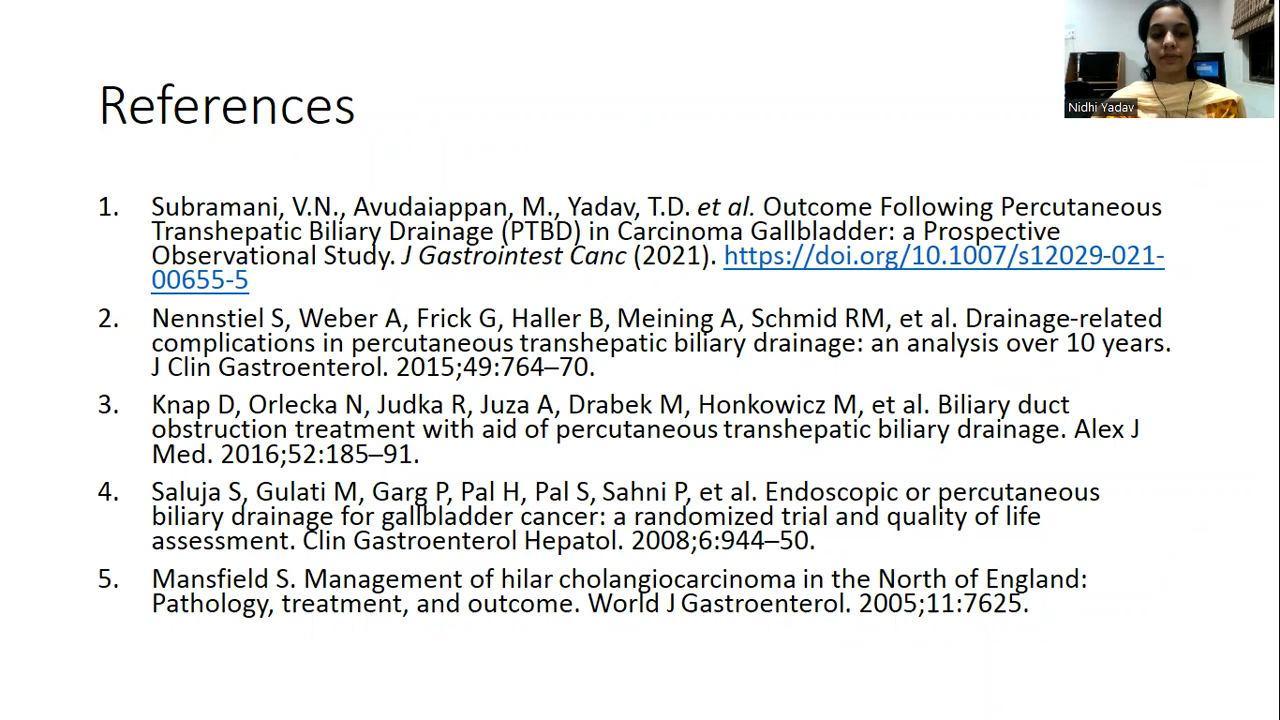 Nidhi Yadav
References
1. Subramani, V.N., Avudaiappan, M., Yadav, T.D. et al. Outcome Following Percutaneous
Transhepatic Biliary Drainage (PTBD) in Carcinoma Gallbladder: a Prospective
Observational Study. J Gastrointest Canc (2021). https://doi.org/10.1007/s12029-021-
00655-5
2. Nennstiel S, Weber A, Frick G, Haller B, Meining A, Schmid RM, et al. Drainage-related
complications in percutaneous transhepatic biliary drainage: an analysis over 10 years.
J Clin Gastroenterol. 2015;49:764–70.
3. Knap D, Orlecka N, Judka R, Juza A, Drabek M, Honkowicz M, et al. Biliary duct
obstruction treatment with aid of percutaneous transhepatic biliary drainage. Alex J
Med. 2016;52:185–91.
4. Saluja S, Gulati M, Garg P, Pal H, Pal S, Sahni P, et al. Endoscopic or percutaneous
biliary drainage for gallbladder cancer: a randomized trial and quality of life
assessment. Clin Gastroenterol Hepatol. 2008;6:944–50.
5. Mansfield S. Management of hilar cholangiocarcinoma in the North of England:
Pathology, treatment, and outcome. World J Gastroenterol. 2005;11:7625.